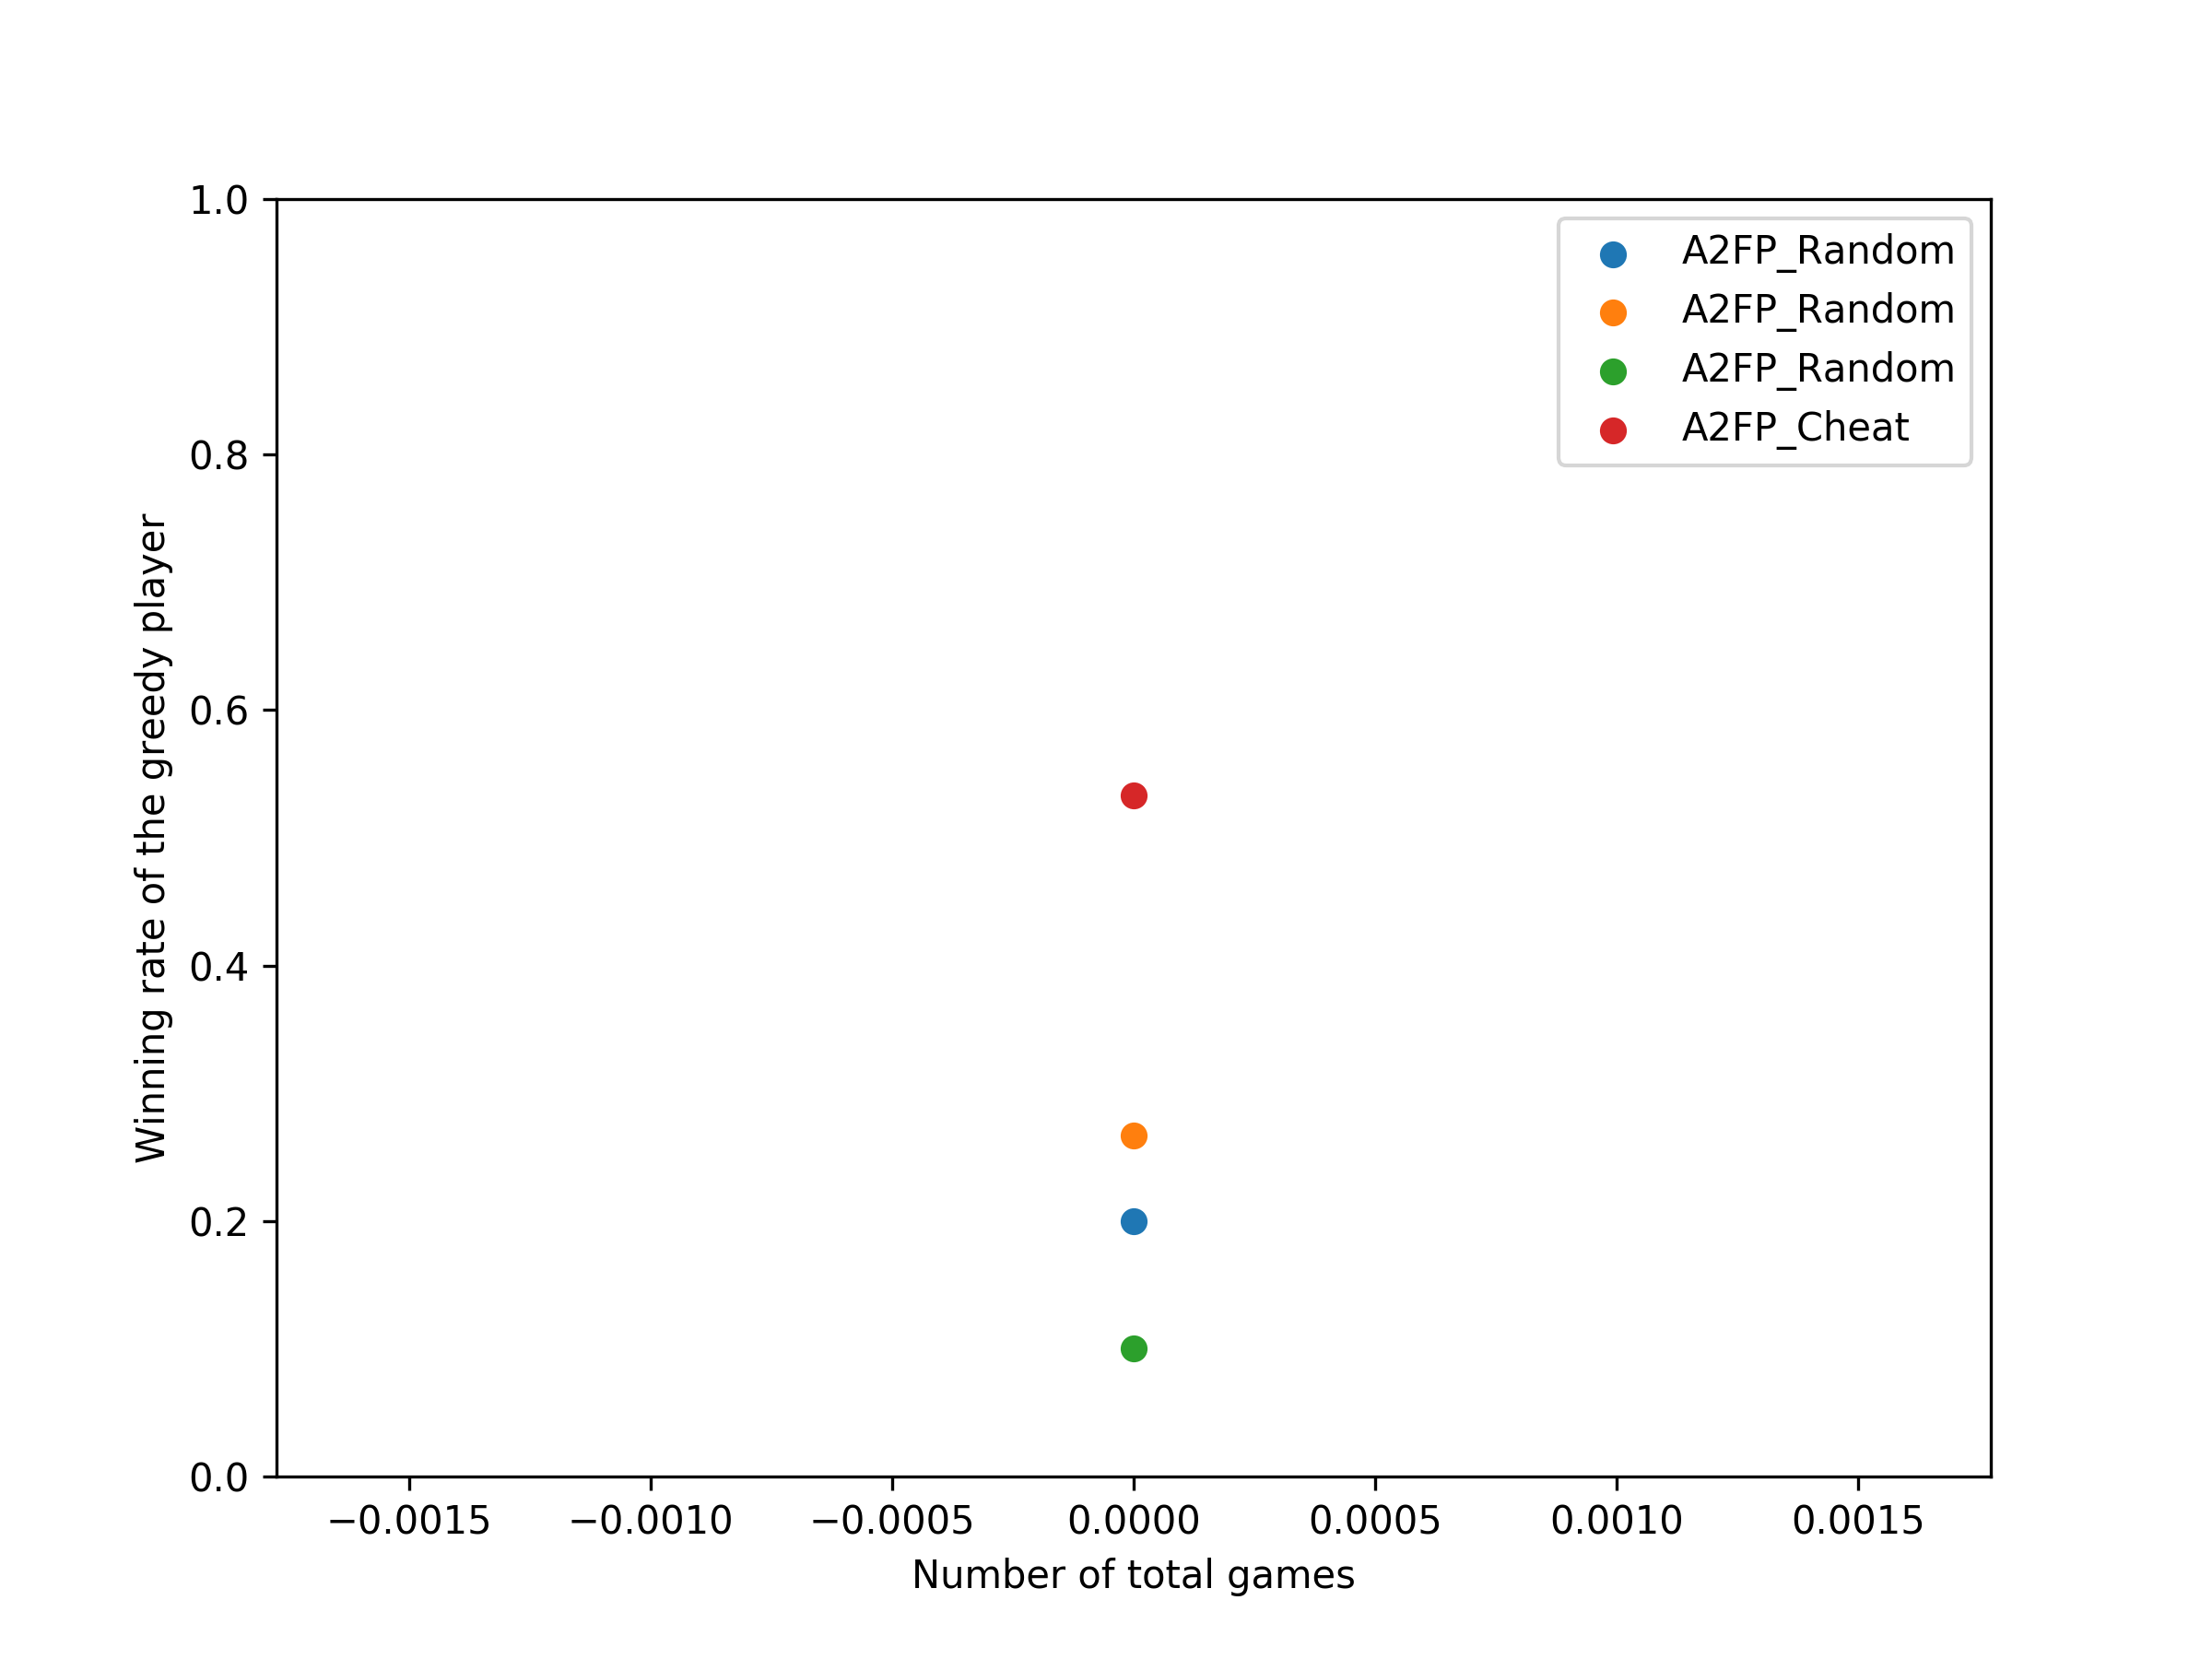 1.0
0.8
0.6
0.4
0.2
0.0
Winning rate of the greedy player
A2FP_Random
A2FP_Random
A2FP_Random
A2FP_Cheat
−0.0015 −0.0010 −0.0005 0.0000 0.0005 0.0010 0.0015
Number of total games